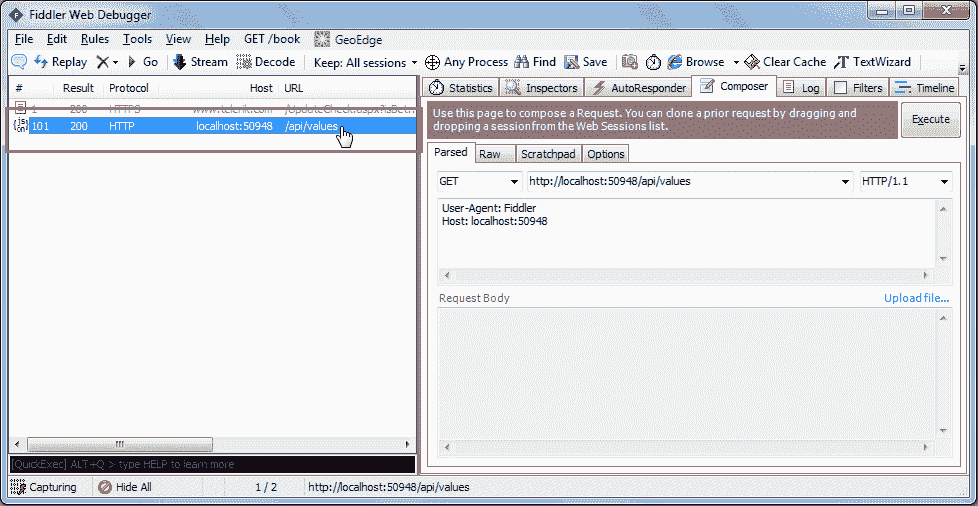 Fiddler Web Debugger
File Edit Rules Tools View Help GET /book GeoEdge
Replay Go Stream Decode Keep: All sessions Any Process Find Save Browse Clear Cache TextWizard
# Result Protocol Host URL
1 200 HTTPS www.telerik.com /UpdateCheck.aspx?isBet...
101 200 HTTP localhost:50948 /api/values
Statistics Inspectors AutoResponder Composer Log Filters Timeline
Use this page to compose a Request. You can clone a prior request by dragging and
dropping a session from the Web Sessions list.
Execute
Parsed Raw Scratchpad Options
GET http://localhost:50948/api/values HTTP/1.1
User-Agent: Fiddler
Host: localhost:50948
Request Body Upload file...
[QuickExec] ALT+Q > type HELP to learn more
Capturing Hide All 1 / 2 http://localhost:50948/api/values